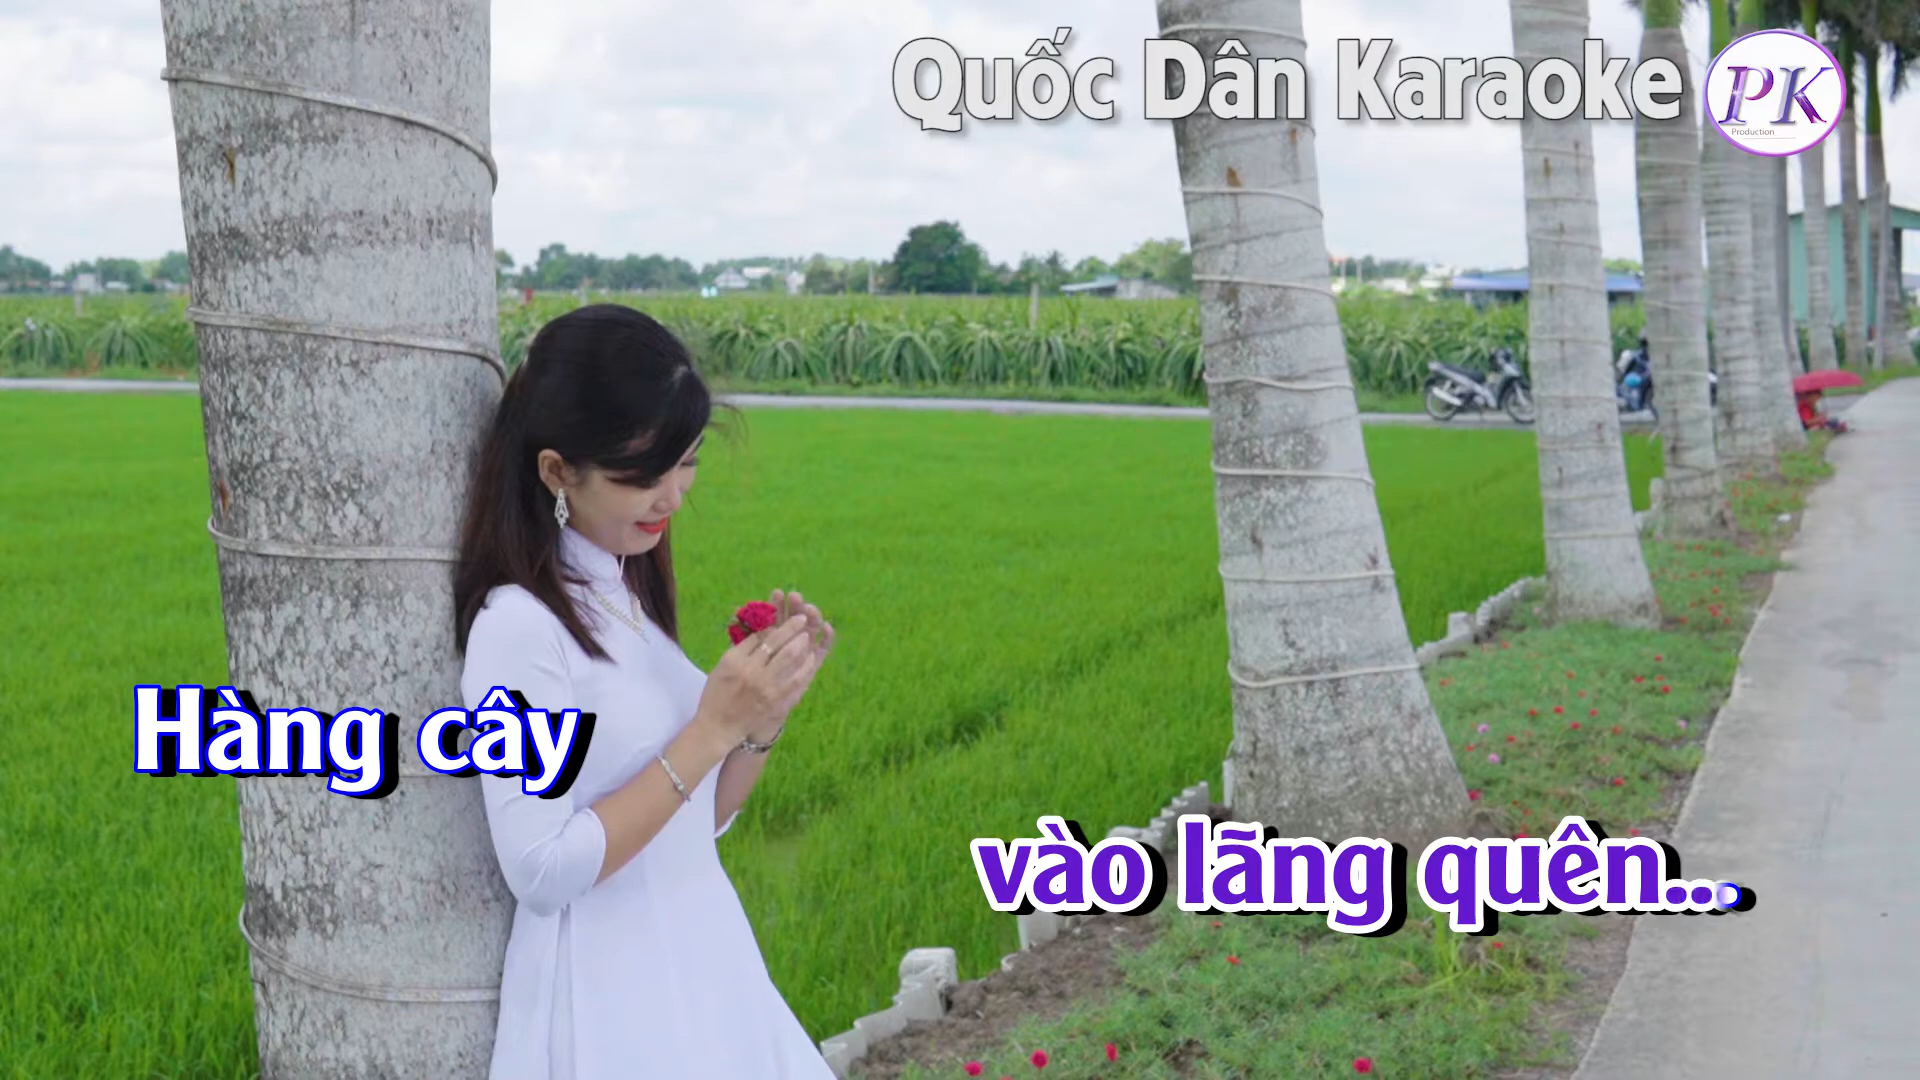 Quốc Dân Karaoke
PK
Production
Hàng cây
vào lãng quên...